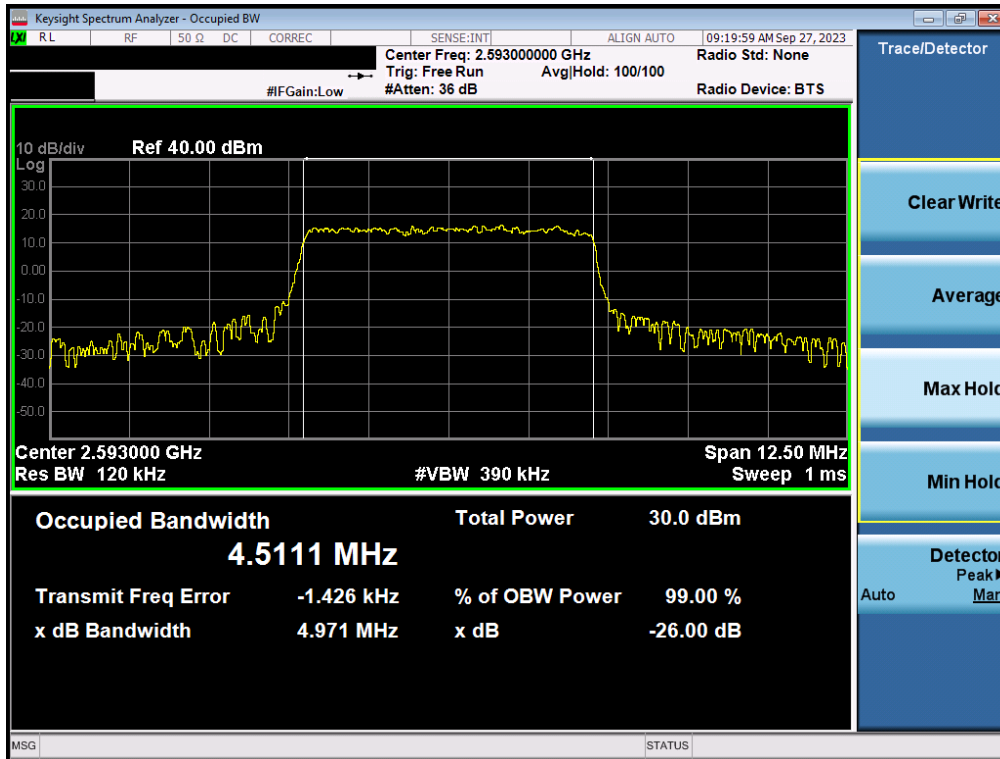 Keysight Spectrum Analyzer - Occupied BW
LXI RL RF 50 Ω DC CORREC SENSE:INT ALIGN AUTO 09:19:59 AM Sep 27, 2023
Center Freq: 2.593000000 GHz Radio Std: None
Trig: Free Run Avg|Hold: 100/100
#IFGain:Low #Atten: 36 dB Radio Device: BTS
10 dB/div Ref 40.00 dBm
Log
30.0
20.0
10.0
0.00
-10.0
-20.0
-30.0
-40.0
-50.0
Center 2.593000 GHz Span 12.50 MHz
Res BW 120 kHz #VBW 390 kHz Sweep 1 ms
Occupied Bandwidth Total Power 30.0 dBm
4.5111 MHz
Transmit Freq Error -1.426 kHz % of OBW Power 99.00 %
x dB Bandwidth 4.971 MHz x dB -26.00 dB
MSG STATUS
Trace/Detector
Clear Write
Average
Max Hold
Min Hold
Detector
Peak▶
Auto Man